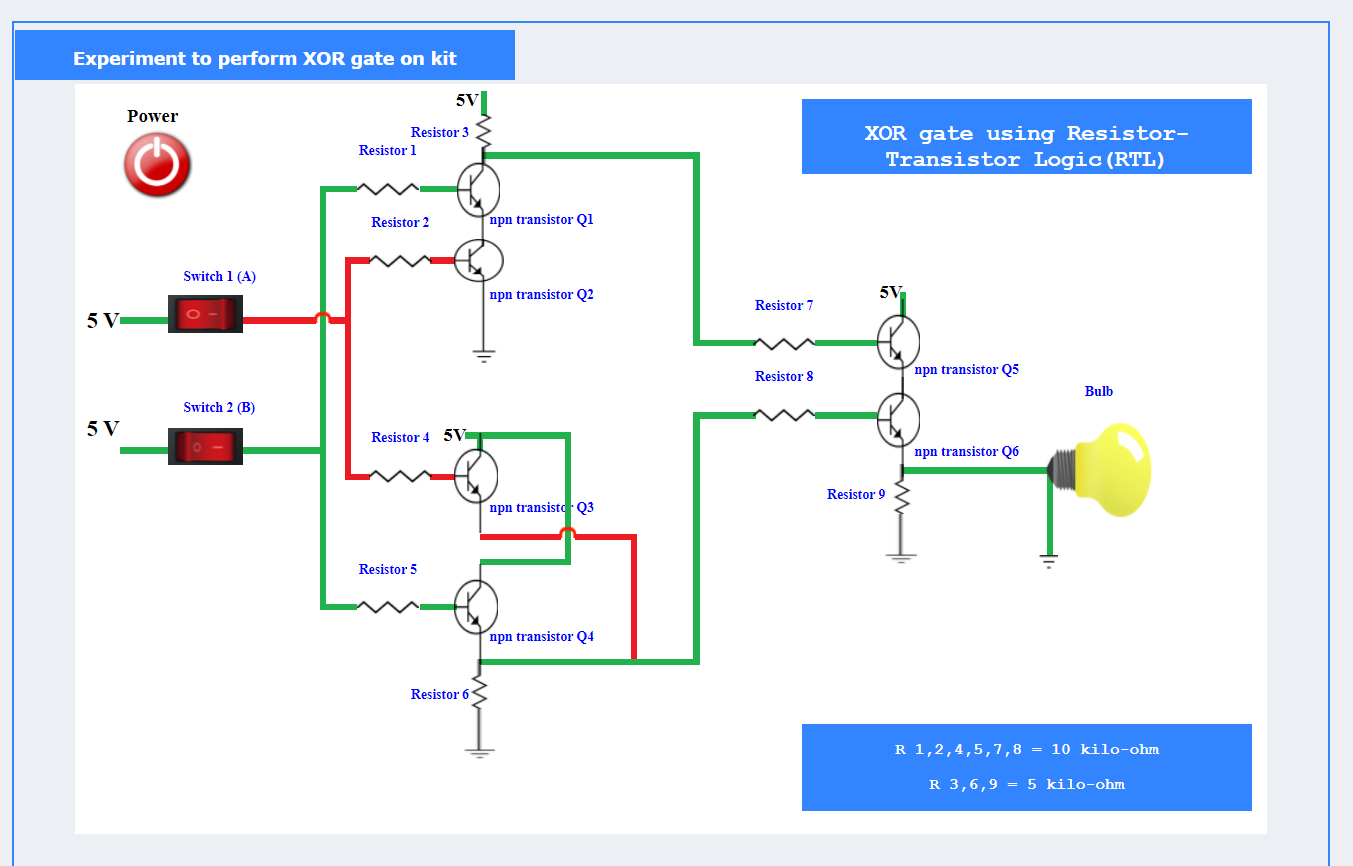 Experiment to perform XOR gate on kit
5V
Power
XOR gate using Resistor-
Transistor Logic(RTL)
Resistor 3
Resistor 1
Resistor 2
npn transistor Q1
Switch 1 (A)
npn transistor Q2
5V
Resistor 7
5 V
npn transistor Q5
Resistor 8
Bulb
Switch 2 (B)
5 V
Resistor 4
5V
npn transistor Q6
Resistor 9
npn transistor Q3
Resistor 5
npn transistor Q4
Resistor 6
R 1,2,4,5,7,8 = 10 kilo-ohm
R 3,6,9 = 5 kilo-ohm